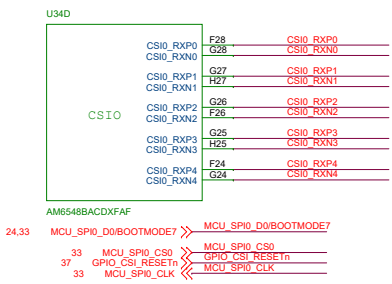 U34D
CSI0
CSI0_RXP0 F28 CSI0_RXP0
CSI0_RXN0 G28 CSI0_RXN0
CSI0_RXP1 G27 CSI0_RXP1
CSI0_RXN1 H27 CSI0_RXN1
CSI0_RXP2 G26 CSI0_RXP2
CSI0_RXN2 F26 CSI0_RXN2
CSI0_RXP3 G25 CSI0_RXP3
CSI0_RXN3 H25 CSI0_RXN3
CSI0_RXP4 F24 CSI0_RXP4
CSI0_RXN4 G24 CSI0_RXN4
AM6548BACDXFAF
24,33 MCU_SPI0_D0/BOOTMODE7 MCU_SPI0_D0/BOOTMODE7
33 MCU_SPI0_CS0 MCU_SPI0_CS0
37 GPIO_CSI_RESETn GPIO_CSI_RESETn
33 MCU_SPI0_CLK MCU_SPI0_CLK